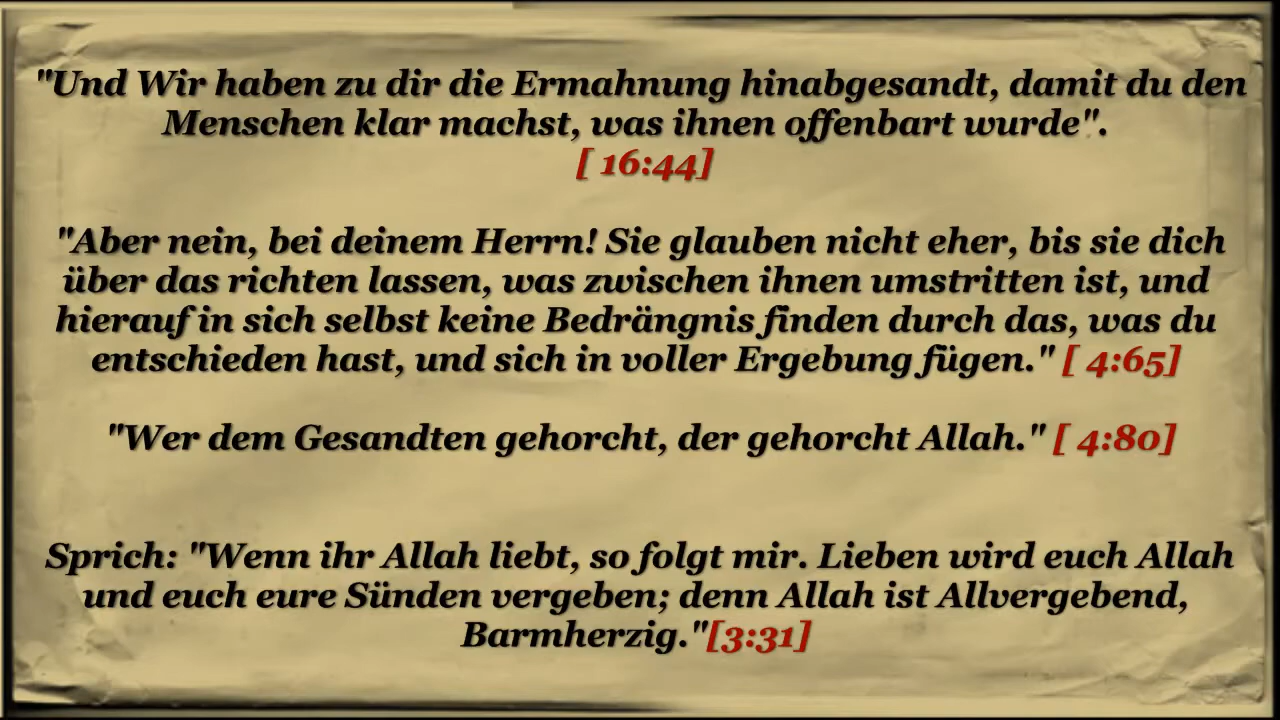 "Und Wir haben zu dir die Ermahnung hinabgesandt, damit du den
Menschen klar machst, was ihnen offenbart wurde".
[ 16:44]
"Aber nein, bei deinem Herrn! Sie glauben nicht eher, bis sie dich
über das richten lassen, was zwischen ihnen umstritten ist, und
hierauf in sich selbst keine Bedrängnis finden durch das, was du
entschieden hast, und sich in voller Ergebung fügen." [ 4:65]
"Wer dem Gesandten gehorcht, der gehorcht Allah." [ 4:80]
Sprich: "Wenn ihr Allah liebt, so folgt mir. Lieben wird euch Allah
und euch eure Sünden vergeben; denn Allah ist Allvergebend,
Barmherzig."[3:31]